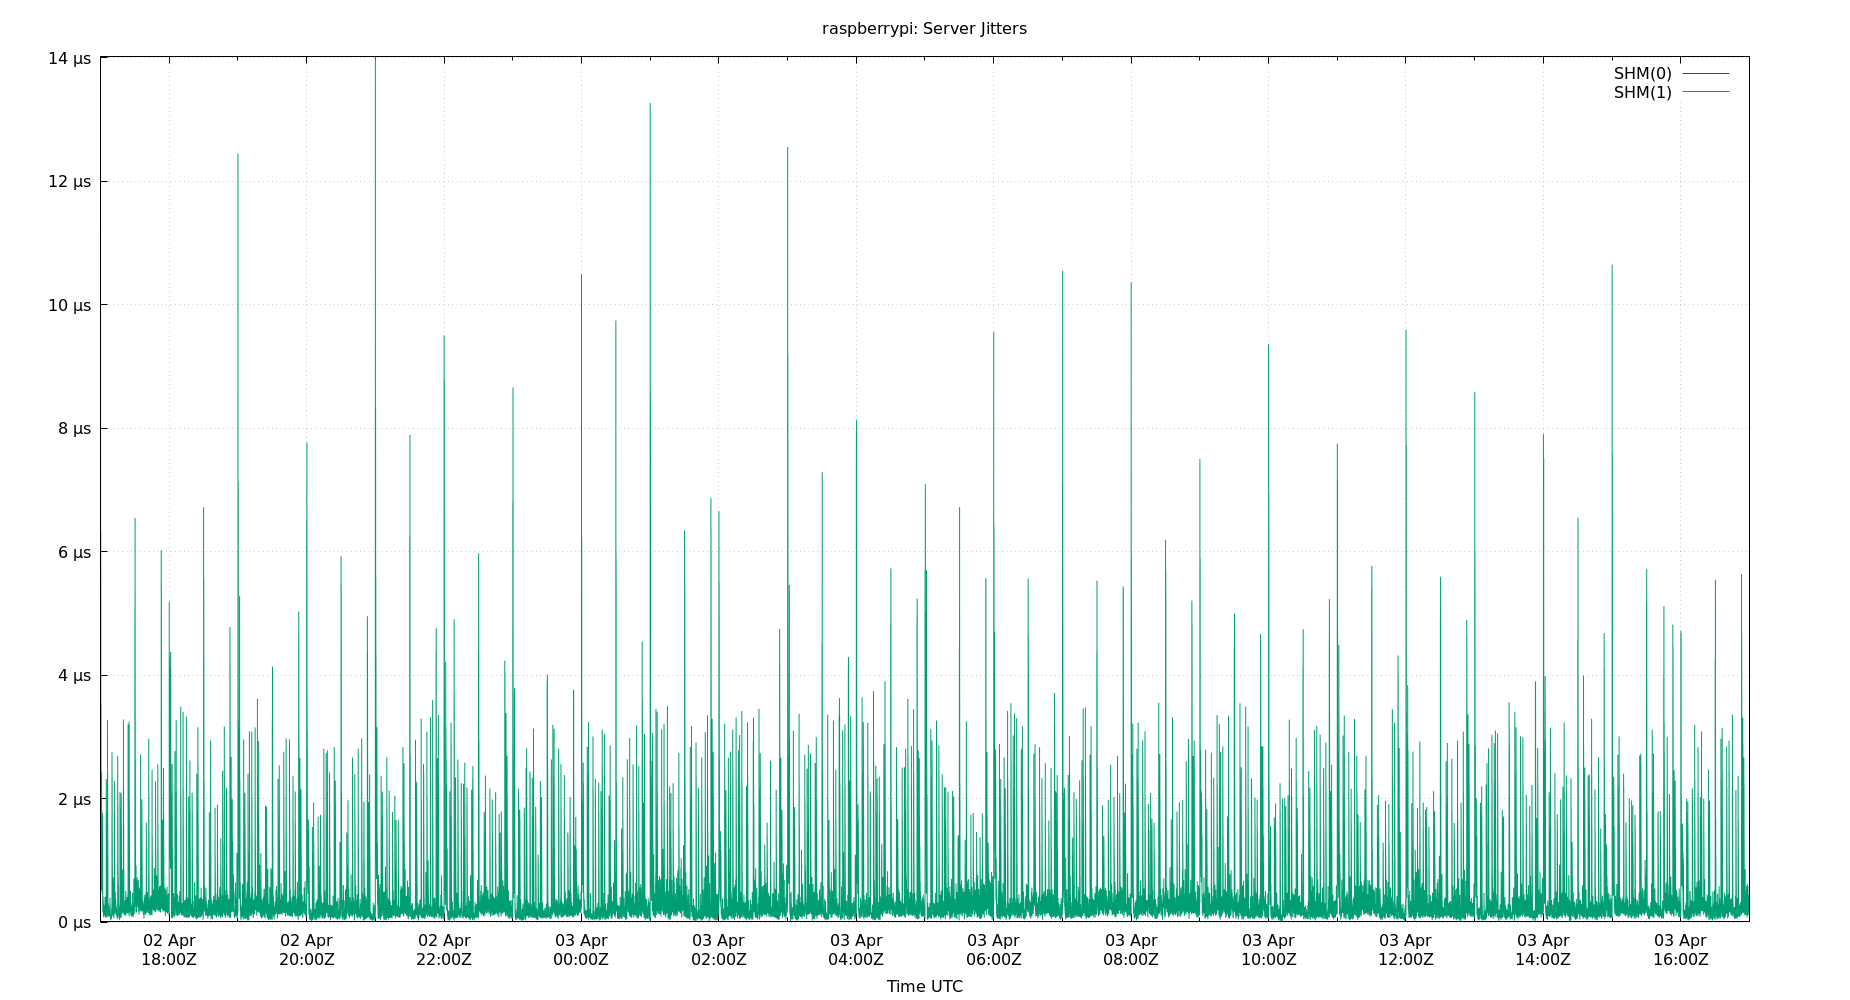 raspberrypi: Server Jitters
14 µs
12 µs
10 µs
8 µs
6 µs
4 µs
2 µs
0 µs
SHM(0)
SHM(1)
02 Apr 02 Apr 02 Apr 03 Apr 03 Apr 03 Apr 03 Apr 03 Apr 03 Apr 03 Apr 03 Apr 03 Apr
18:00Z 20:00Z 22:00Z 00:00Z 02:00Z 04:00Z 06:00Z 08:00Z 10:00Z 12:00Z 14:00Z 16:00Z
Time UTC